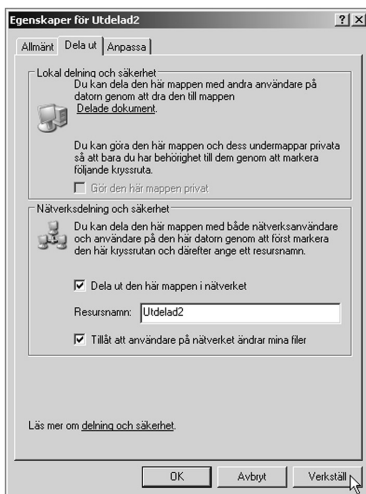 Egenskaper för Utdelad2
Allmänt Dela ut Anpassa
Lokal delning och säkerhet
Du kan dela den här mappen med andra användare på
datorn genom att dra den till mappen
Delade dokument.
Du kan göra den här mappen och dess undermappar privata
så att bara du har behörighet till dem genom att markera
följande kryssruta.
Gör den här mappen privat
Nätverksdelning och säkerhet
Du kan dela den här mappen med både nätverksanvändare
och användare på den här datorn genom att först markera
den här kryssrutan och därefter ange ett resursnamn.
Dela ut den här mappen i nätverket
Resursnamn: Utdelad2
Tillåt att användare på nätverket ändrar mina filer
Läs mer om delning och säkerhet.
OK Avbryt Verkställ